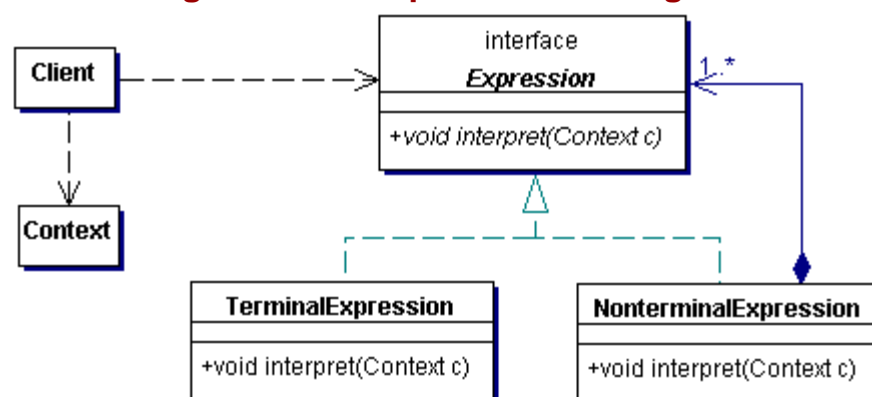 Client
interface
Expression
1..*
+void interpret(Context c)
Context
TerminalExpression
+void interpret(Context c)
NonterminalExpression
+void interpret(Context c)